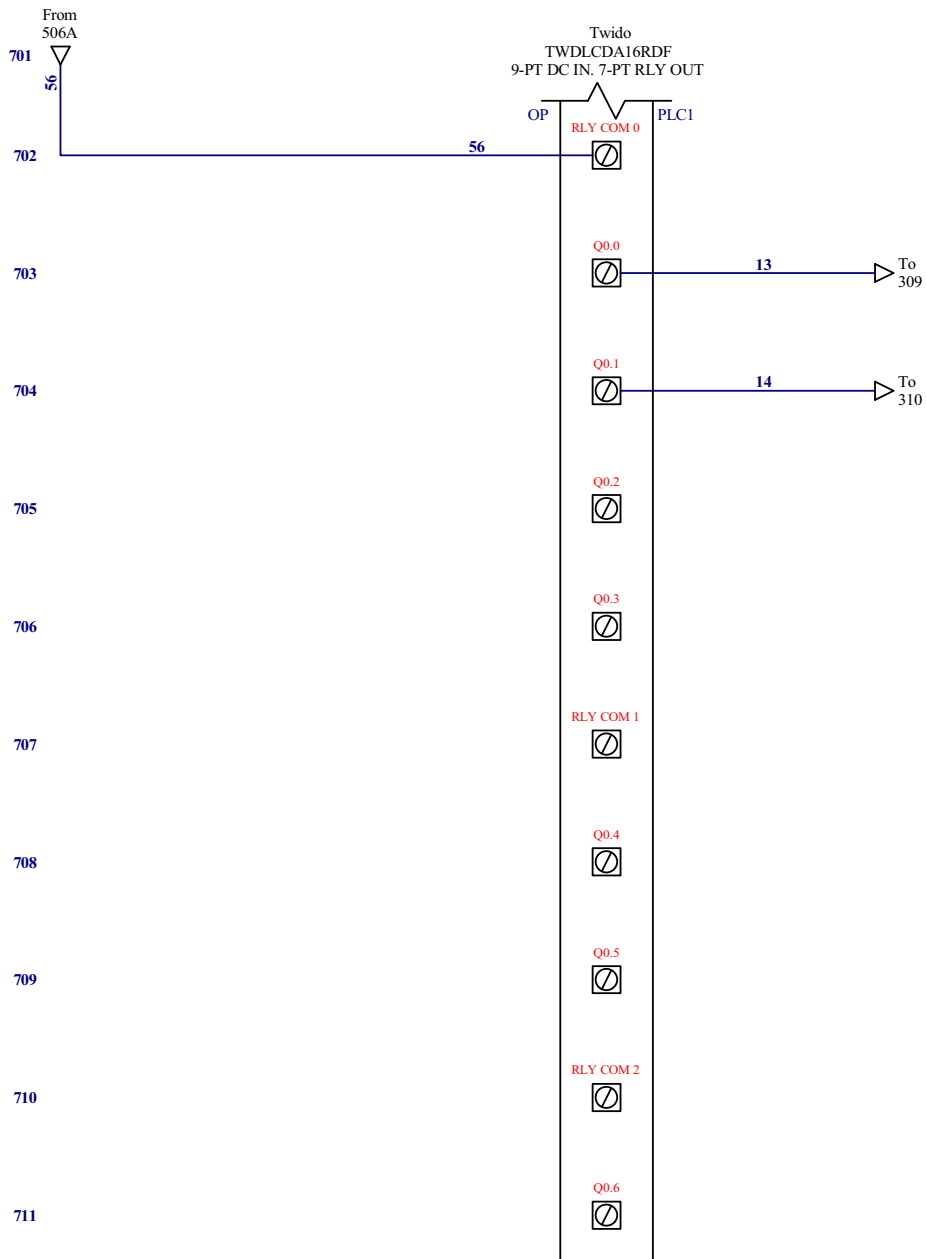 From
506A
701
56
Twido
TWDLCDA16RDF
9-PT DC IN. 7-PT RLY OUT
OP
PLC1
RLY COM 0
702
56
Q0.0
703
13
To
309
Q0.1
704
14
To
310
Q0.2
705
Q0.3
706
RLY COM 1
707
Q0.4
708
Q0.5
709
RLY COM 2
710
Q0.6
711